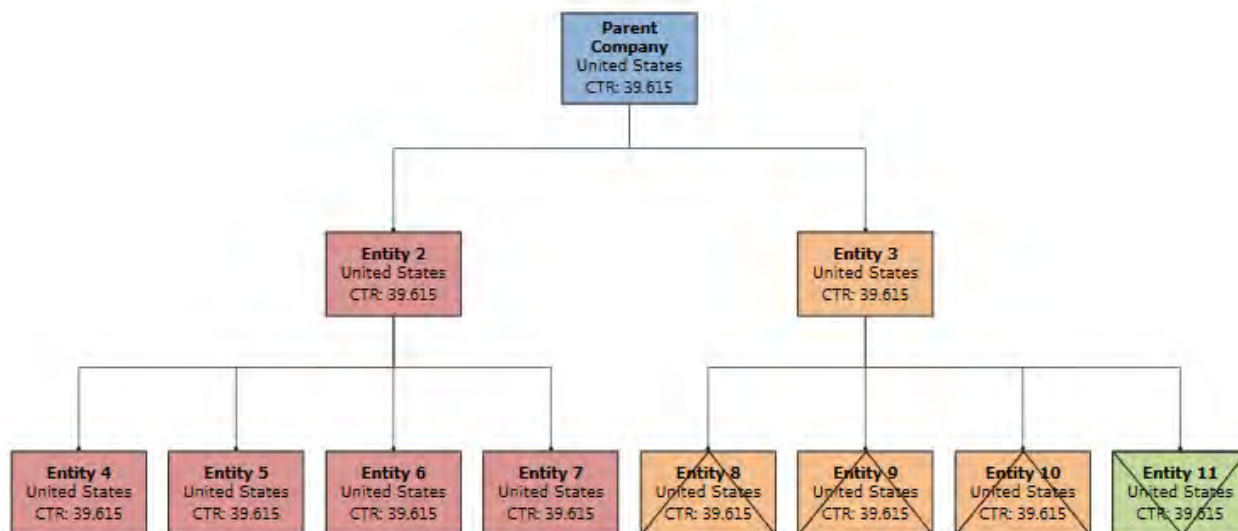 Parent
Company
United States
CTR: 39.615
Entity 2
United States
CTR: 39.615
Entity 3
United States
CTR: 39.615
Entity 4
United States
CTR: 39.615
Entity 5
United States
CTR: 39.615
Entity 6
United States
CTR: 39.615
Entity 7
United States
CTR: 39.615
Entity 8
United States
CTR: 39.615
Entity 9
United States
CTR: 39.615
Entity 10
United States
CTR: 39.615
Entity 11
United States
CTR: 39.615